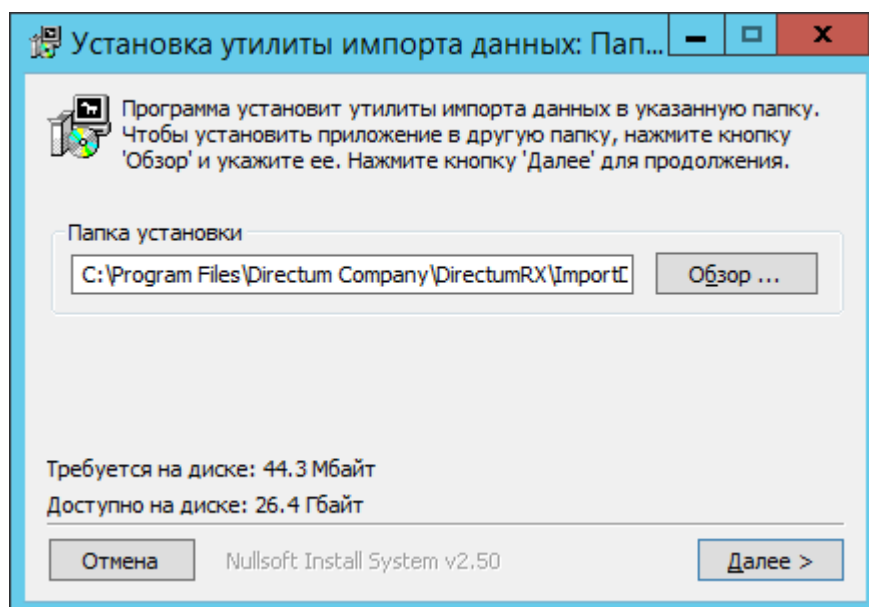 Установка утилиты импорта данных: Пап...
Программа установит утилиты импорта данных в указанную папку.
Чтобы установить приложение в другую папку, нажмите кнопку
'Обзор' и укажите ее. Нажмите кнопку 'Далее' для продолжения.
Папка установки
C:\Program Files\Directum Company\DirectumRX\ImportD
Обзор ...
Требуется на диске: 44.3 Мбайт
Доступно на диске: 26.4 Гбайт
Отмена
Nullsoft Install System v2.50
Далее >